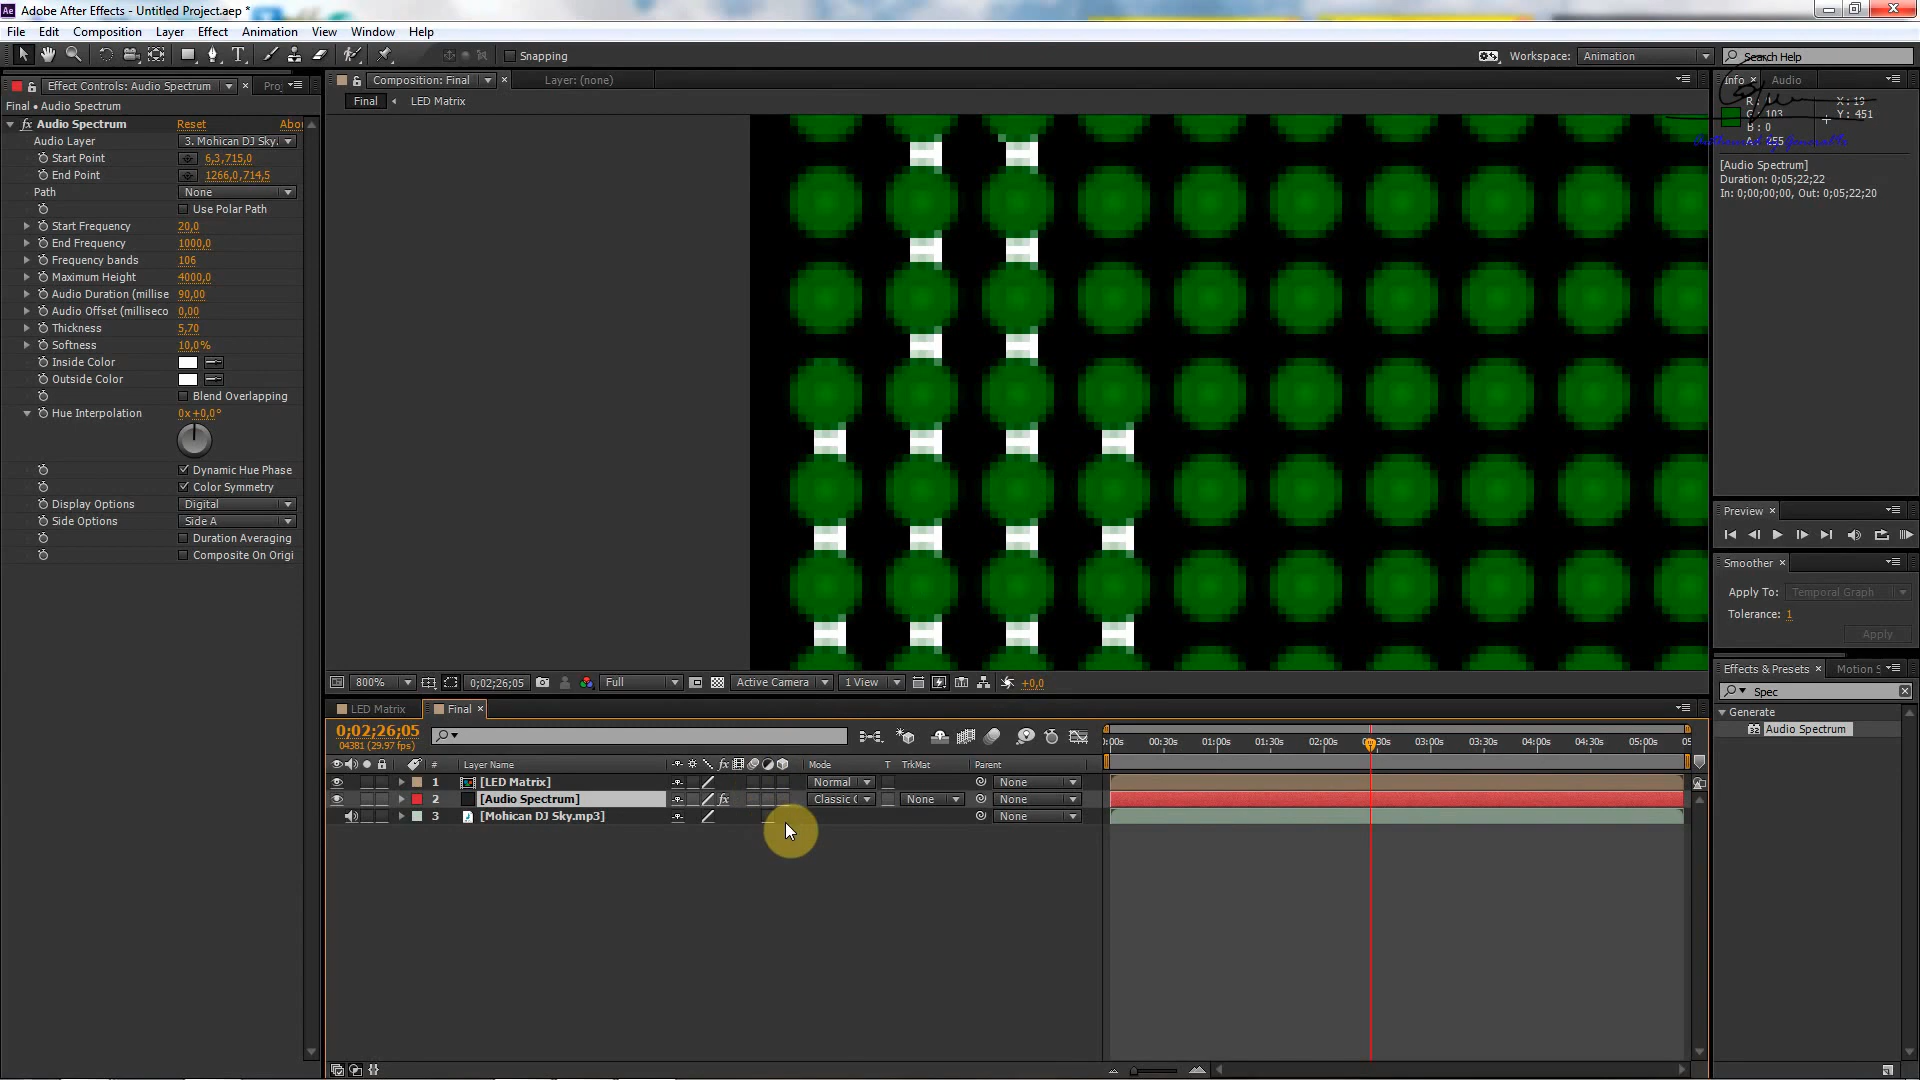 Adobe After Effects - Untitled Project.aep *
File Edit Composition Layer Effect Animation View Window Help
Snapping
Workspace: Animation
Search Help
Effect Controls: Audio Spectrum
Composition: Final
Layer: (none)
Info
Audio
Final • Audio Spectrum
Final
LED Matrix
Audio Spectrum Reset Abou
Audio Layer 3. Mohican DJ Sky.
Start Point 6,3,715,0
End Point 1266,0,714,5
Path None
Use Polar Path
Start Frequency 20,0
End Frequency 1000,0
Frequency bands 106
Maximum Height 4000,0
Audio Duration (millise 90,00
Audio Offset (milliseco 0,00
Thickness 5,70
Softness 10,0%
Inside Color
Outside Color
Blend Overlapping
Hue Interpolation 0x+0,0°
Dynamic Hue Phase
Color Symmetry
Display Options Digital
Side Options Side A
Duration Averaging
Composite On Origi
X: 19
G: 103
Y: 451
B: 0
A: 255
[Audio Spectrum]
Duration: 0;05;22;22
In: 0;00;00;00, Out: 0;05;22;20
Preview
Smoother
Apply To: Temporal Graph
Tolerance: 1
Apply
Effects & Presets
Motion S
Spec
Generate
32 Audio Spectrum
800%
0;02;26;05
Full
Active Camera
1 View
+0,0
LED Matrix
Final
0;02;26;05
04381 (29.97 fps)
:00s 00:30s 01:00s 01:30s 02:00s 02:30s 03:00s 03:30s 04:00s 04:30s 05:00s 05
# Layer Name Mode T TrkMat Parent
1 [LED Matrix] Normal None
2 [Audio Spectrum] Classic C None None
3 [Mohican DJ Sky.mp3] None